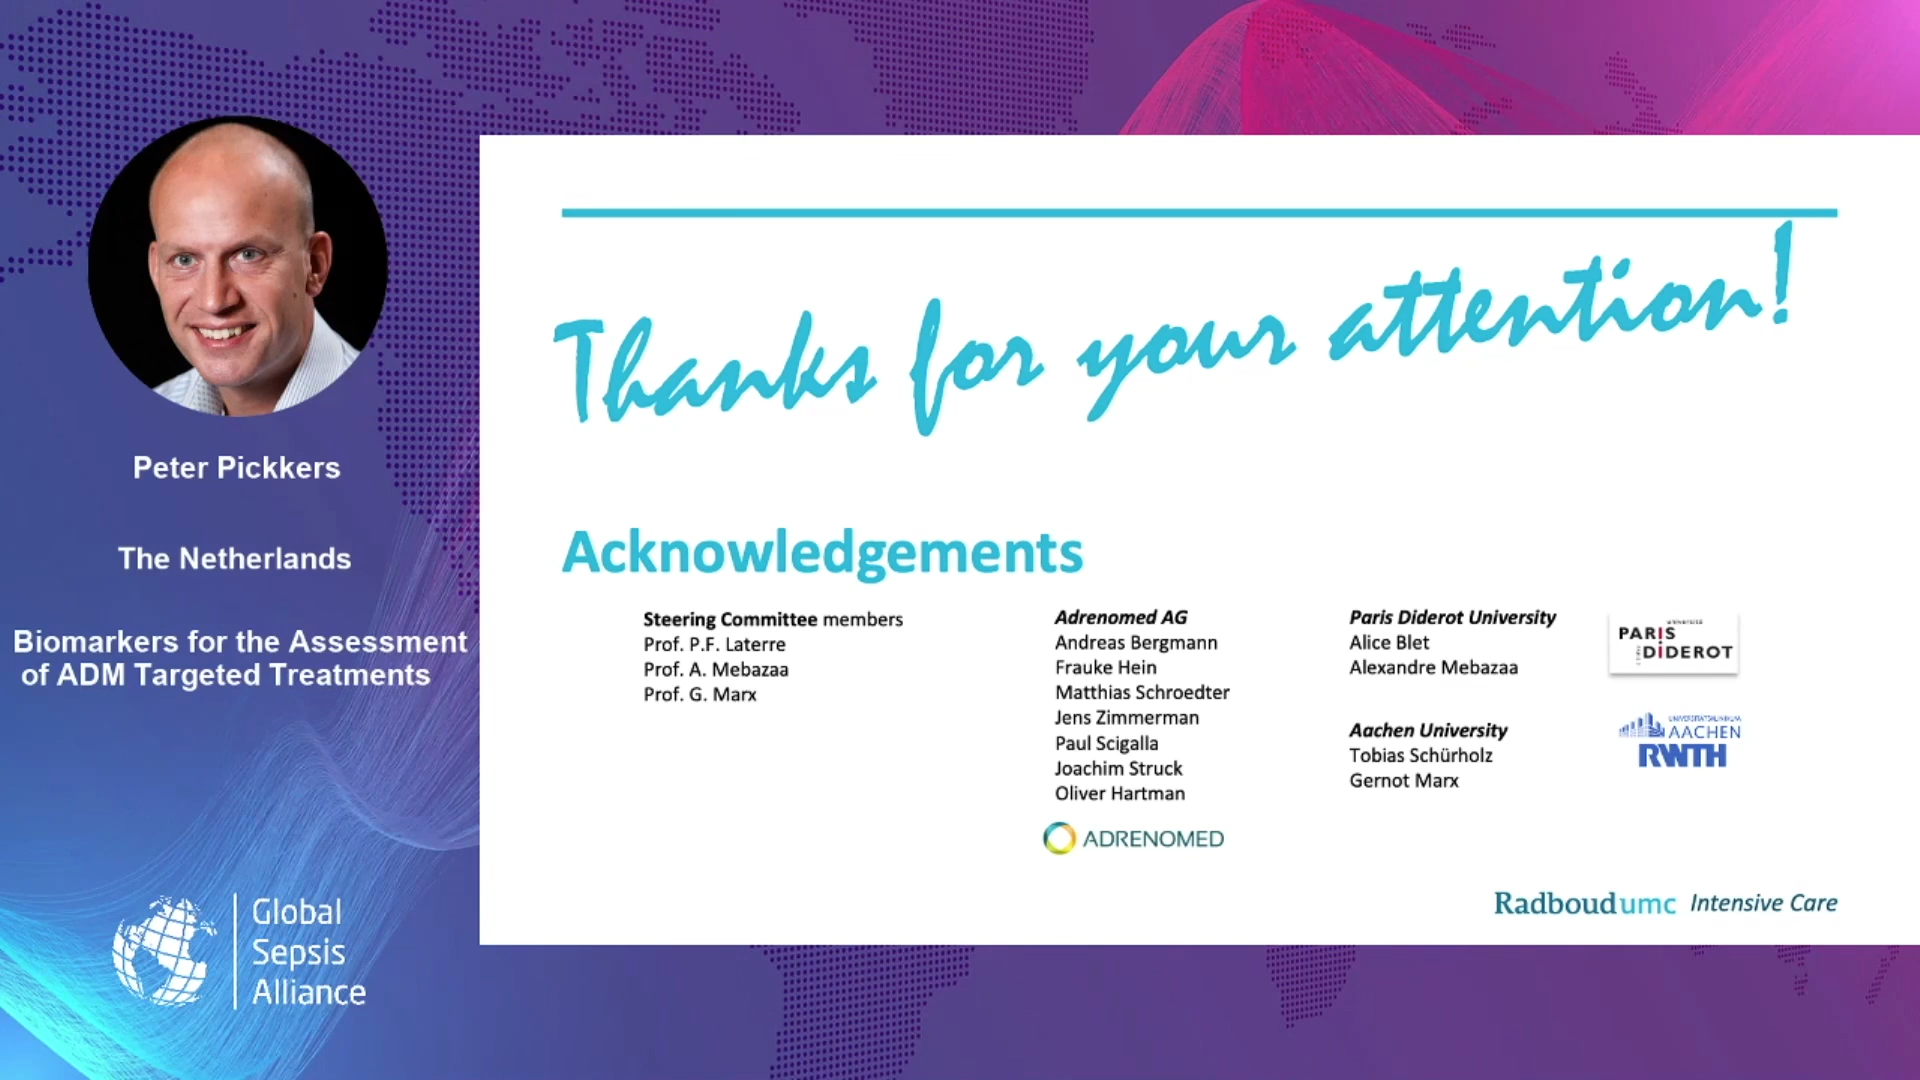 Peter Pickkers
The Netherlands
Biomarkers for the Assessment
of ADM Targeted Treatments
Global
Sepsis
Alliance
Thanks for your attention!
Acknowledgements
Steering Committee members
Prof. P.F. Laterre
Prof. A. Mebazaa
Prof. G. Marx
Adrenomed AG
Andreas Bergmann
Frauke Hein
Matthias Schroedter
Jens Zimmerman
Paul Scigalla
Joachim Struck
Oliver Hartman
ADRENOMED
Paris Diderot University
Alice Blet
Alexandre Mebazaa
Aachen University
Tobias Schürholz
Gernot Marx
PARIS
DIDEROT
UNIVERSITÄTSKLINIKUM
AACHEN
RWTH
Radboudumc Intensive Care